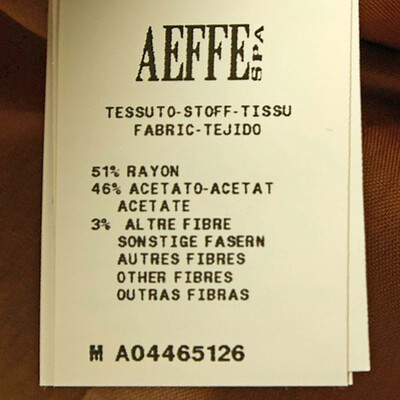 AEFFE SPA
TESSUTO-STOFF-TISSU
FABRIC-TEJIDO
51% RAYON
46% ACETATO-ACETAT
ACETATE
3% ALTRE FIBRE
SONSTIGE FASERN
AUTRES FIBRES
OTHER FIBRES
OUTRAS FIBRAS
M A04465126